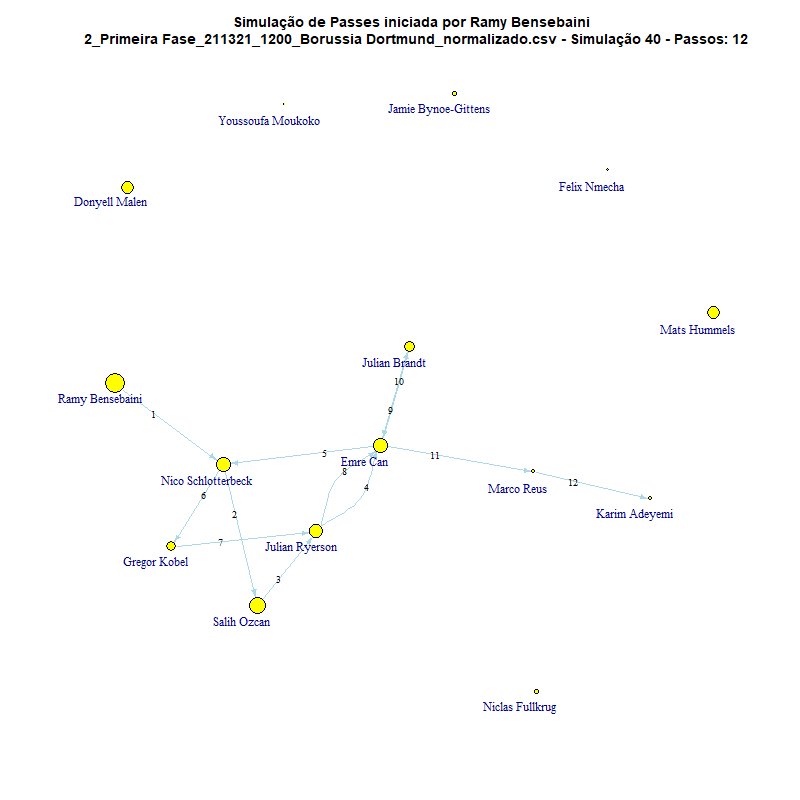 Simulação de Passes iniciada por Ramy Bensebaini
2_Primeira Fase_211321_1200_Borussia Dortmund_normalizado.csv - Simulação 40 - Passos: 12
Jamie Bynoe-Gittens
Youssoufa Moukoko
Felix Nmecha
Donyell Malen
Mats Hummels
Julian Brandt
10
Ramy Bensebaini
9
1
5
11
Emre Can
8
Nico Schlotterbeck
12
4
Marco Reus
6
2
Karim Adeyemi
7
Julian Ryerson
Gregor Kobel
3
Salih Ozcan
Niclas Fullkrug